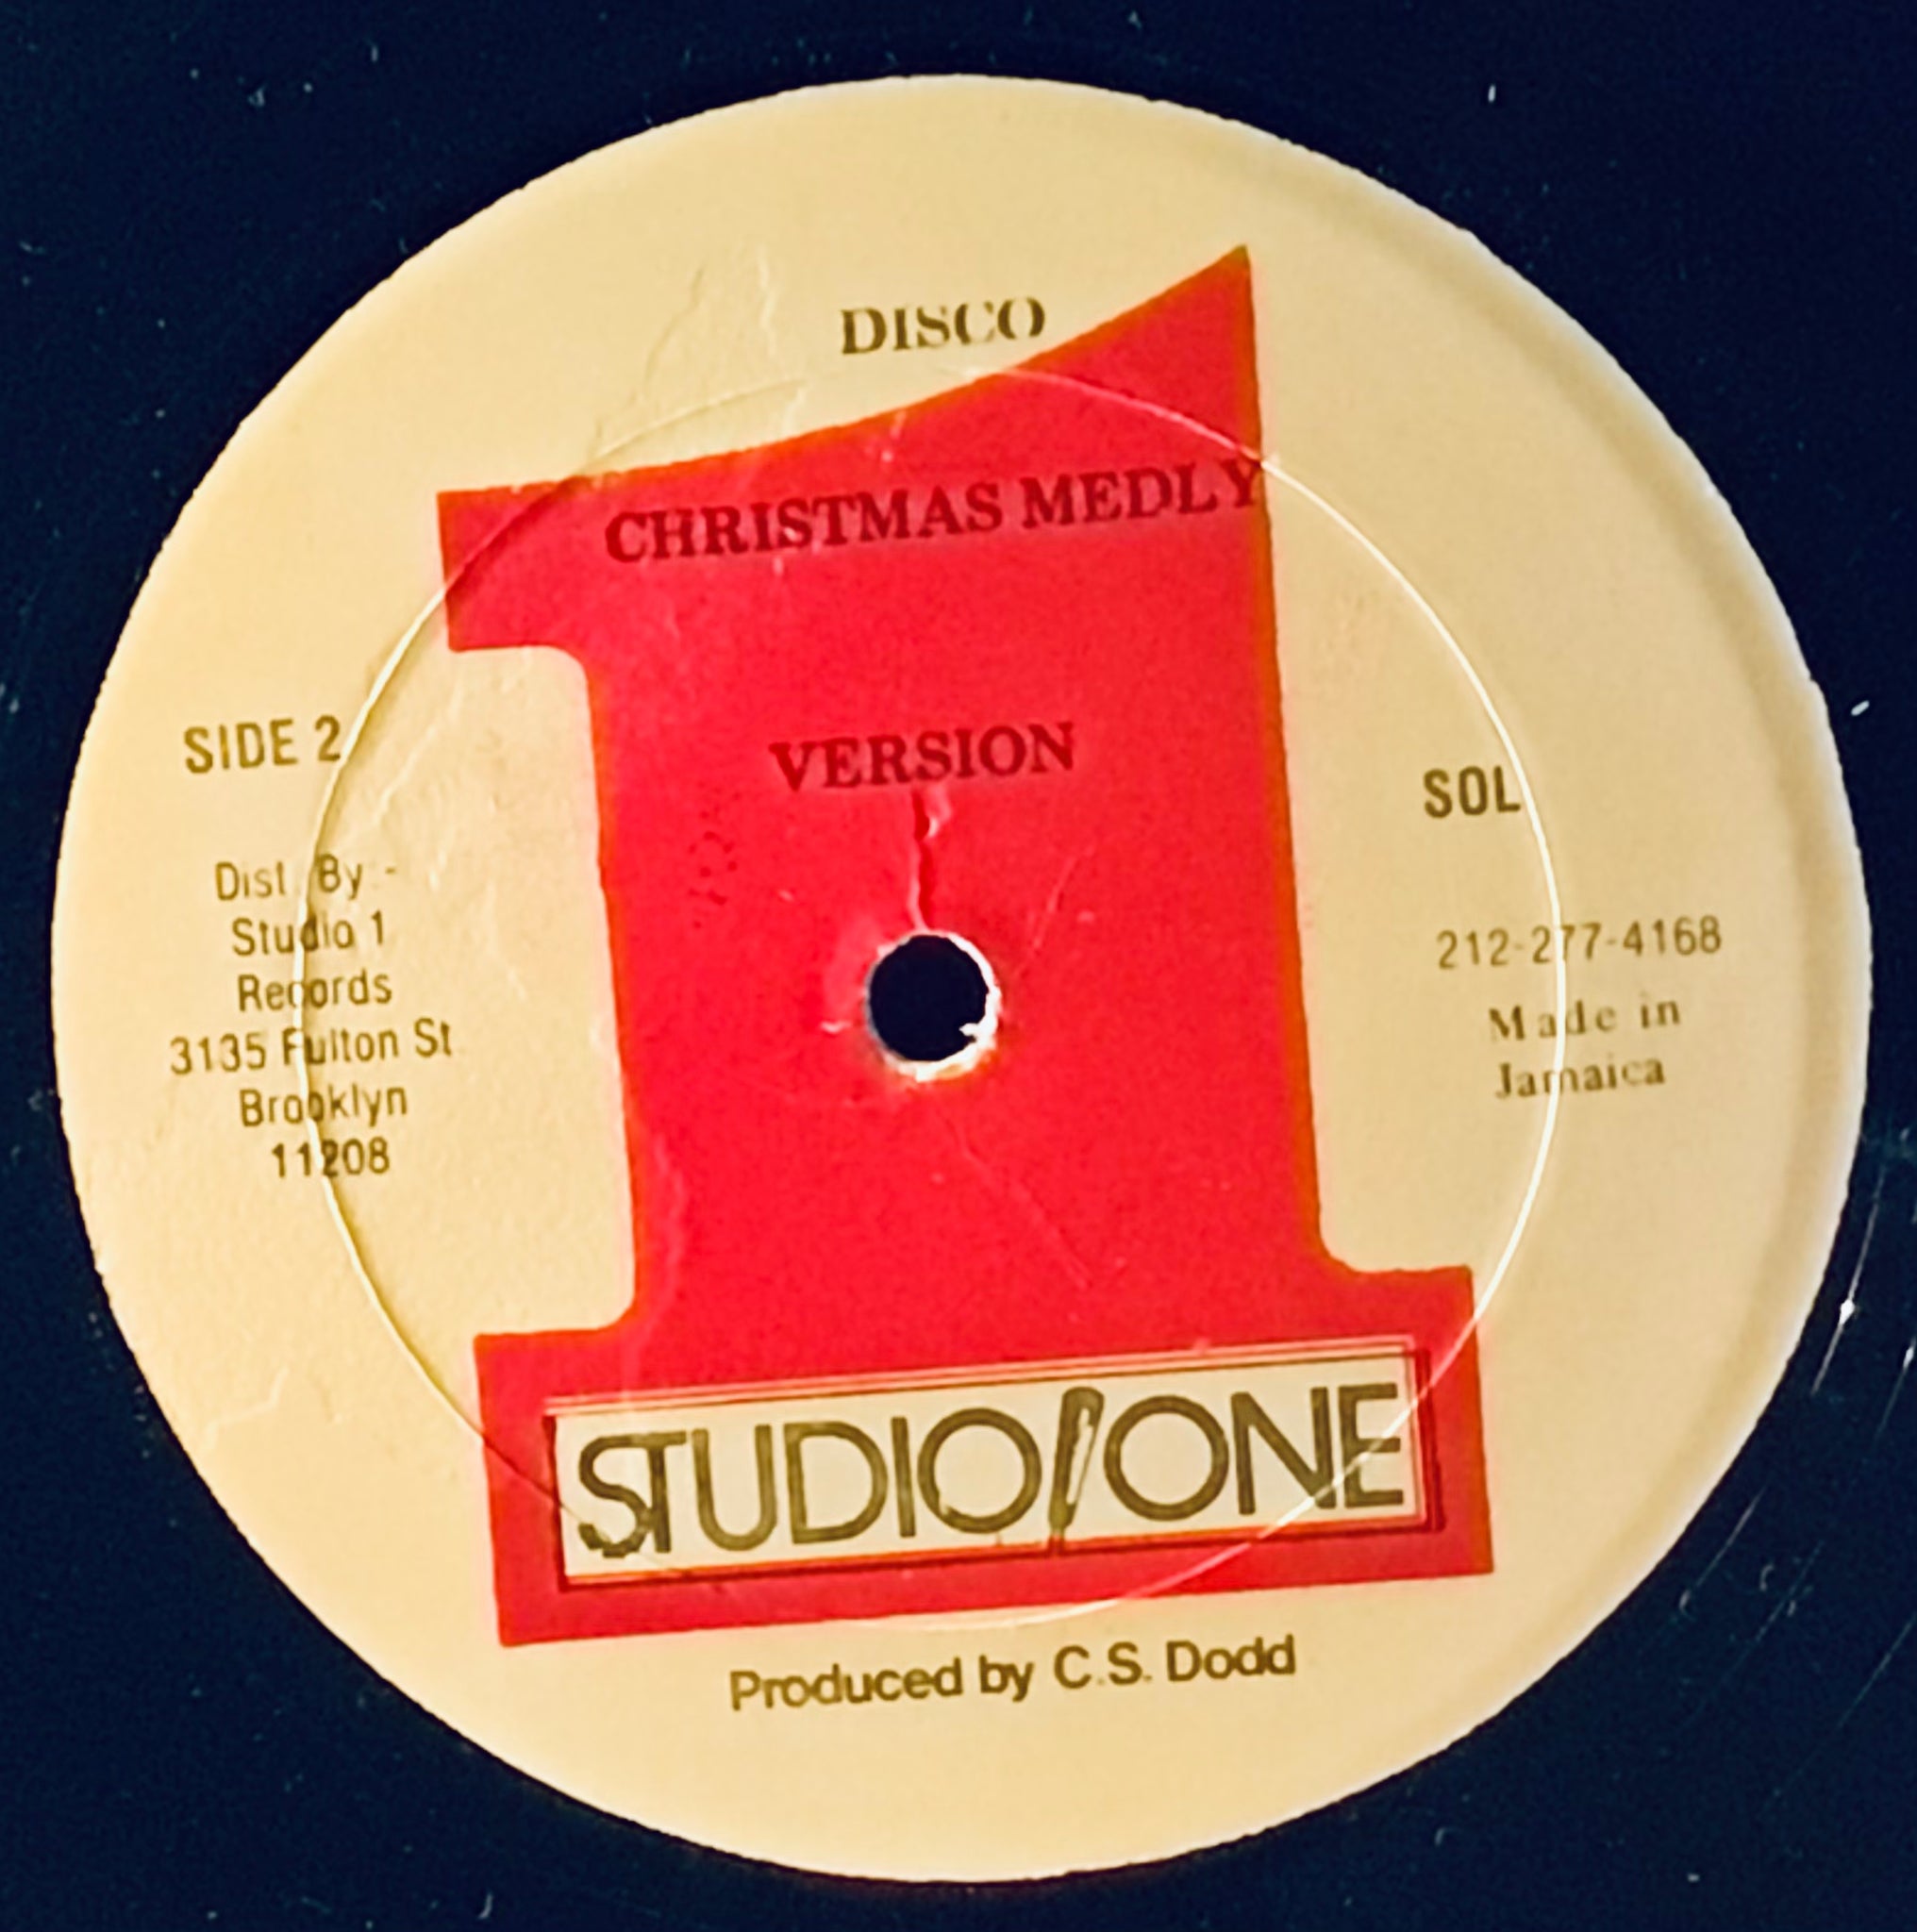 DISCO
CHRISTMAS MEDLY
VERSION
SIDE 2
Dist. By -
Studio 1
Records
3135 Fulton St
Brooklyn
11208
SOL
212-277-4168
Made in
Jamaica
STUDIO ONE
Produced by C.S. Dodd